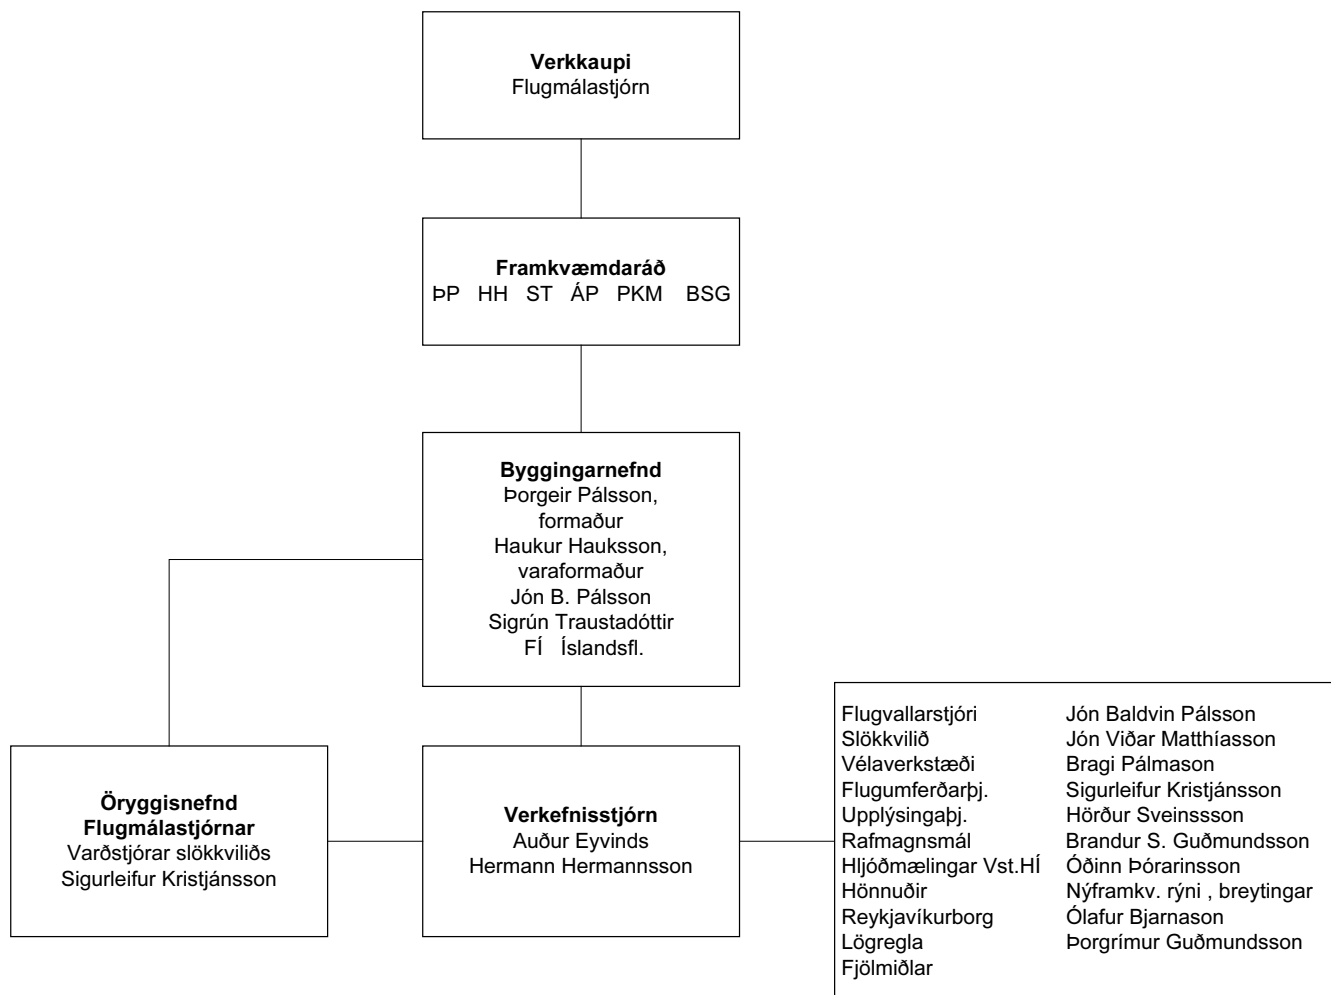 Verkkaupi
Flugmálastjórn
Framkvæmdaráð
ÞP HH ST ÁP PKM BSG
Byggingarnefnd
Þorgeir Pálsson,
formaður
Haukur Hauksson,
varaformaður
Jón B. Pálsson
Sigrún Traustadóttir
FÍ Íslandsfl.
Öryggisnefnd
Flugmálastjórnar
Varðstjórar slökkviliðs
Sigurleifur Kristjánsson
Verkefnisstjórn
Auður Eyvinds
Hermann Hermannsson
Flugvallarstjóri Jón Baldvin Pálsson
Slökkvilið Jón Viðar Matthíasson
Vélaverkstæði Bragi Pálmason
Flugumferðarþj. Sigurleifur Kristjánsson
Upplýsingaþj. Hörður Sveinssson
Rafmagnsmál Brandur S. Guðmundsson
Hljóðmælingar Vst.HÍ Óðinn Þórarinsson
Hönnuðir Nýframkv. rýni , breytingar
Reykjavíkurborg Ólafur Bjarnason
Lögregla Þorgrímur Guðmundsson
Fjölmiðlar